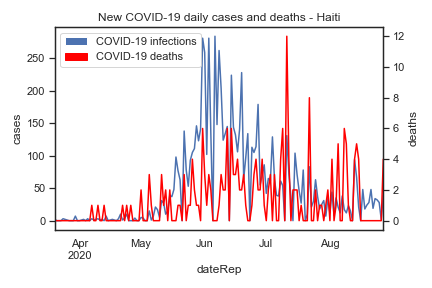 New COVID-19 daily cases and deaths - Haiti
COVID-19 infections
COVID-19 deaths
cases
250
200
150
100
50
0
deaths
12
10
8
6
4
2
0
Apr
2020
May
Jun
Jul
Aug
dateRep